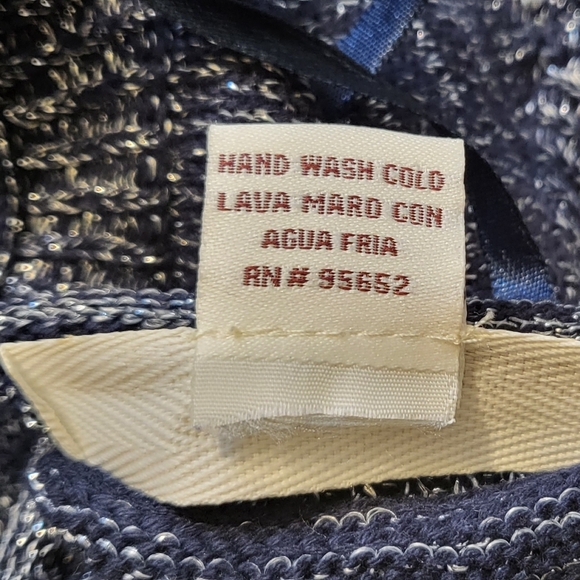 HAND WASH COLD
LAVA MARO CON
AGUA FRIA
RN# 95652